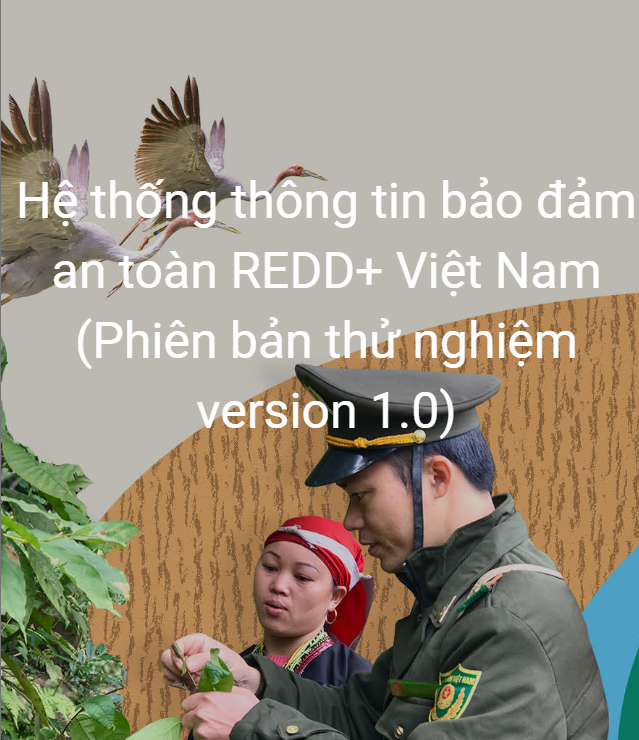 Hệ thống thông tin bảo đảm
an toàn REDD+ Việt Nam
(Phiên bản thử nghiệm
version 1.0)